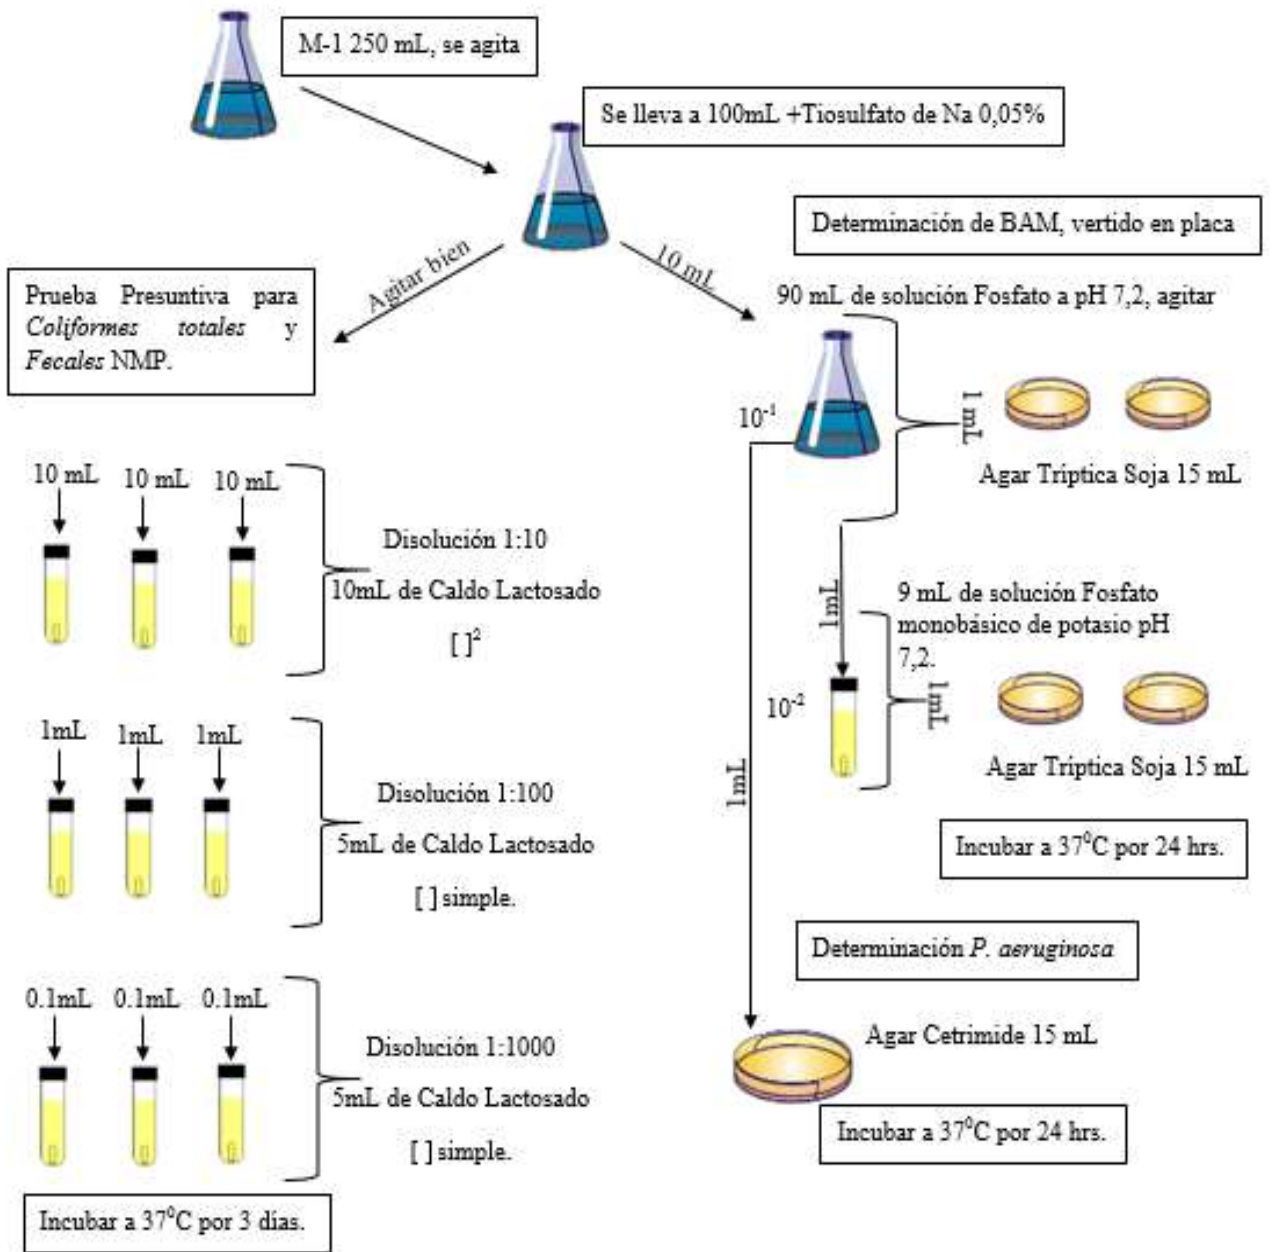 M-1 250 mL, se agita
Se lleva a 100mL +Tiosulfato de Na 0,05%
Agitar bien
10 mL
Prueba Presuntiva para
Coliformes totales y
Fecales NMP.
10 mL 10 mL 10 mL
Disolución 1:10
10mL de Caldo Lactosado
[ ]²
1mL 1mL 1mL
Disolución 1:100
5mL de Caldo Lactosado
[ ] simple.
0.1mL 0.1mL 0.1mL
Disolución 1:1000
5mL de Caldo Lactosado
[ ] simple.
Incubar a 37⁰C por 3 días.
Determinación de BAM, vertido en placa
90 mL de solución Fosfato a pH 7,2, agitar
10⁻¹
1 mL
Agar Tríptica Soja 15 mL
1mL
9 mL de solución Fosfato
monobásico de potasio pH
7,2.
10⁻²
1mL
Agar Tríptica Soja 15 mL
Incubar a 37⁰C por 24 hrs.
1mL
Determinación P. aeruginosa
Agar Cetrimide 15 mL
Incubar a 37⁰C por 24 hrs.